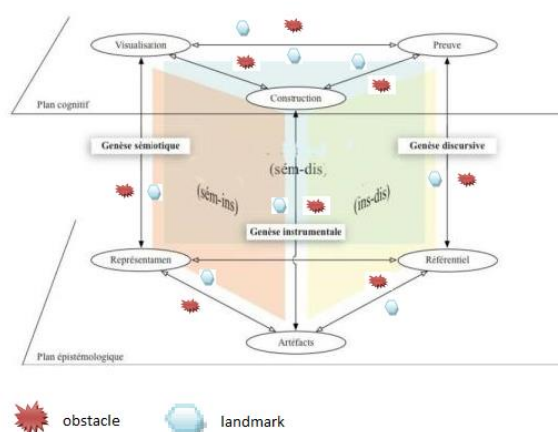 Visualisation
Preuve
Construction
Plan cognitif
Genèse sémiotique
Genèse discursive
(sém-dis)
(sém-ins)
(ins-dis)
Genèse instrumentale
Représentamen
Référentiel
Artéfacts
Plan épistémologique
obstacle
landmark